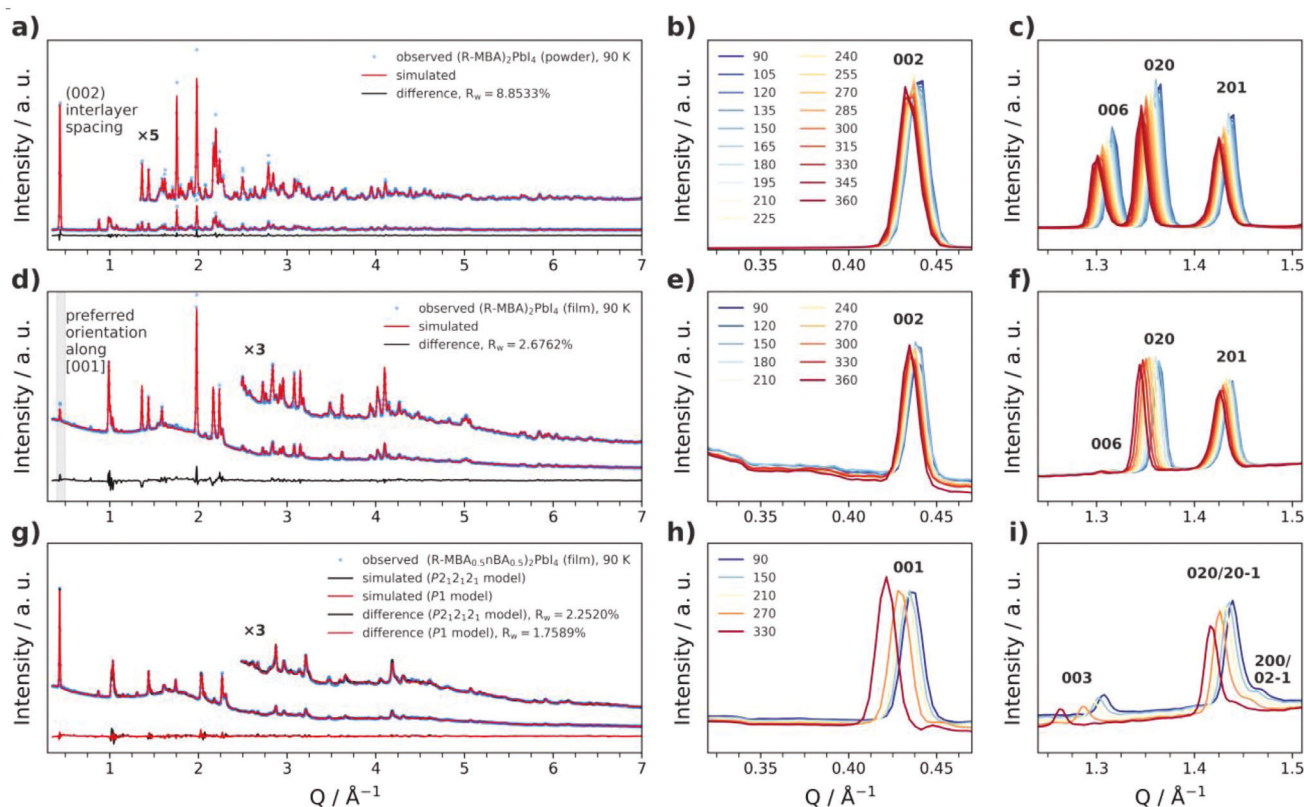 a)
Intensity / a. u.
(002)
interlayer
spacing
×5
observed (R-MBA)₂PbI₄ (powder), 90 K
simulated
difference, R_w = 8.8533%
1 2 3 4 5 6 7
b)
Intensity / a. u.
90
105
120
135
150
165
180
195
210
225
240
255
270
285
300
315
330
345
360
002
0.35 0.40 0.45
c)
Intensity / a. u.
006
020
201
1.3 1.4 1.5
d)
Intensity / a. u.
preferred
orientation
along
[001]
×3
observed (R-MBA)₂PbI₄ (film), 90 K
simulated
difference, R_w = 2.6762%
1 2 3 4 5 6 7
e)
Intensity / a. u.
90
120
150
180
210
240
270
300
330
360
002
0.35 0.40 0.45
f)
Intensity / a. u.
006
020
201
1.3 1.4 1.5
g)
Intensity / a. u.
observed (R-MBA₀.₅nBA₀.₅)₂PbI₄ (film), 90 K
simulated (P2₁2₁2₁ model)
simulated (P1 model)
difference (P2₁2₁2₁ model), R_w = 2.2520%
difference (P1 model), R_w = 1.7589%
×3
1 2 3 4 5 6 7
Q / Å⁻¹
h)
Intensity / a. u.
90
150
210
270
330
001
0.35 0.40 0.45
Q / Å⁻¹
i)
Intensity / a. u.
003
020/20-1
200/
02-1
1.3 1.4 1.5
Q / Å⁻¹